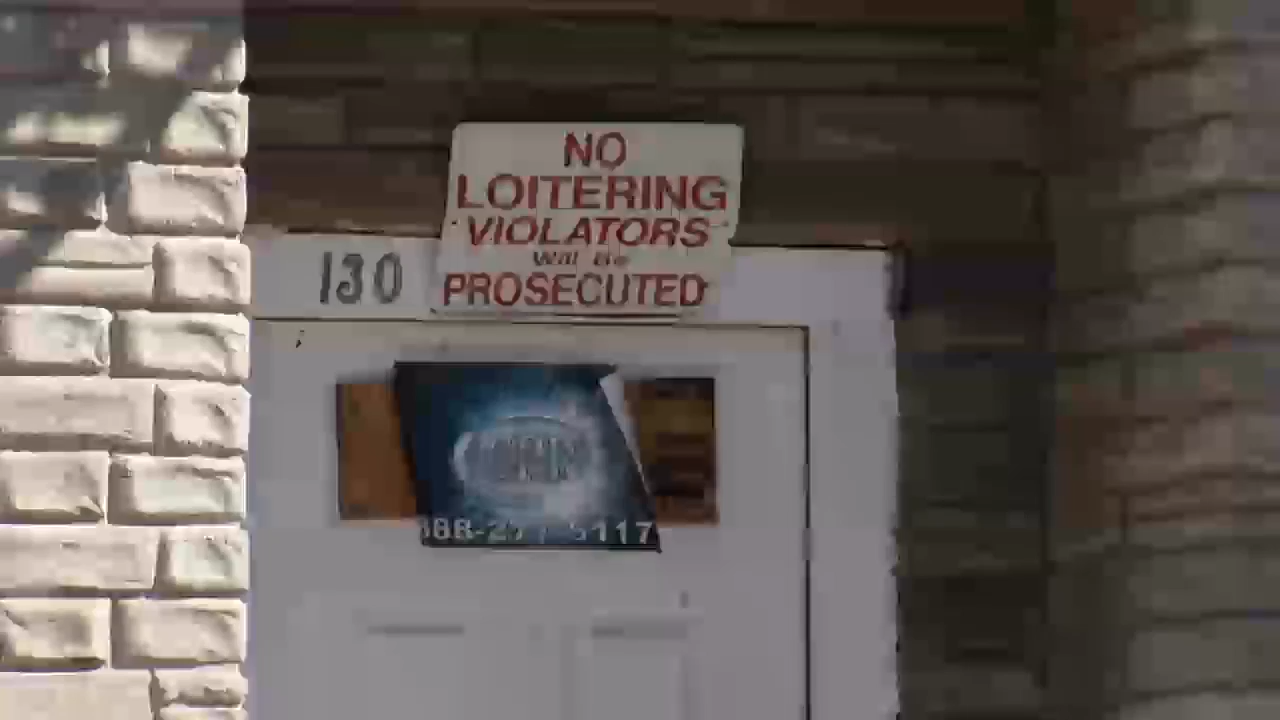 NO
LOITERING
VIOLATORS
Will Be
PROSECUTED
130